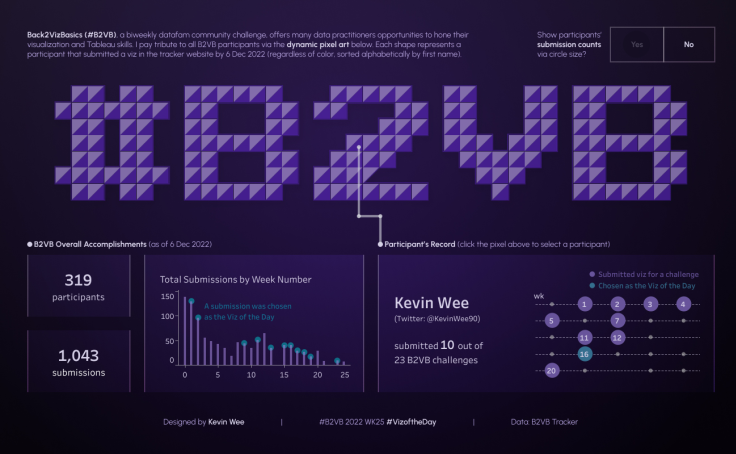 Back2VizBasics (#B2VB), a biweekly datafam community challenge, offers many data practitioners opportunities to hone their
visualization and Tableau skills. I pay tribute to all B2VB participants via the dynamic pixel art below. Each shape represents a
participant that submitted a viz in the tracker website by 6 Dec 2022 (regardless of color, sorted alphabetically by first name).
Show participants'
submission counts
via circle size?
Yes
No
#B2VB
B2VB Overall Accomplishments (as of 6 Dec 2022)
Participant's Record (click the pixel above to select a participant)
319
participants
1,043
submissions
Total Submissions by Week Number
150
100
50
0
A submission was chosen
as the Viz of the Day
0 5 10 15 20 25
Kevin Wee
(Twitter: @KevinWee90)
submitted 10 out of
23 B2VB challenges
Submitted viz for a challenge
Chosen as the Viz of the Day
wk
1 2 3 4
5 7
11 12
16
20
Designed by Kevin Wee | #B2VB 2022 WK25 #VizoftheDay | Data: B2VB Tracker